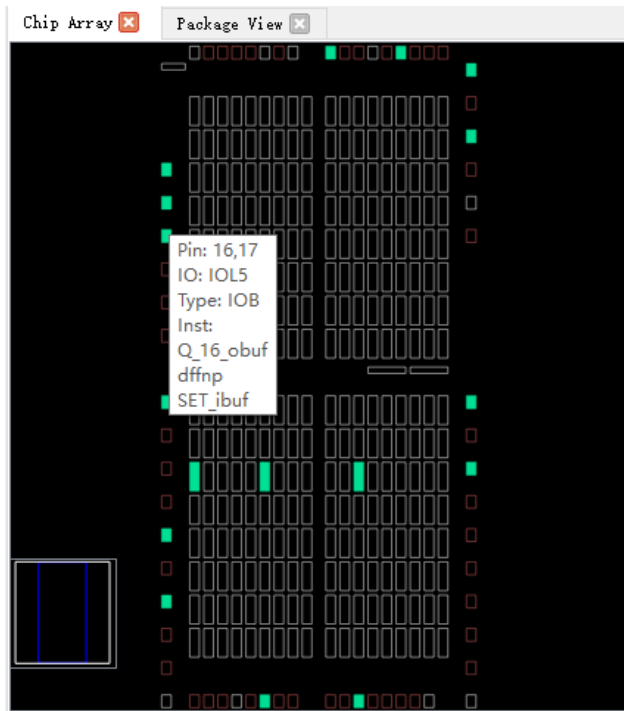 Chip Array
Package View
Pin: 16,17
IO: IOL5
Type: IOB
Inst:
Q_16_obuf
dffnp
SET_ibuf